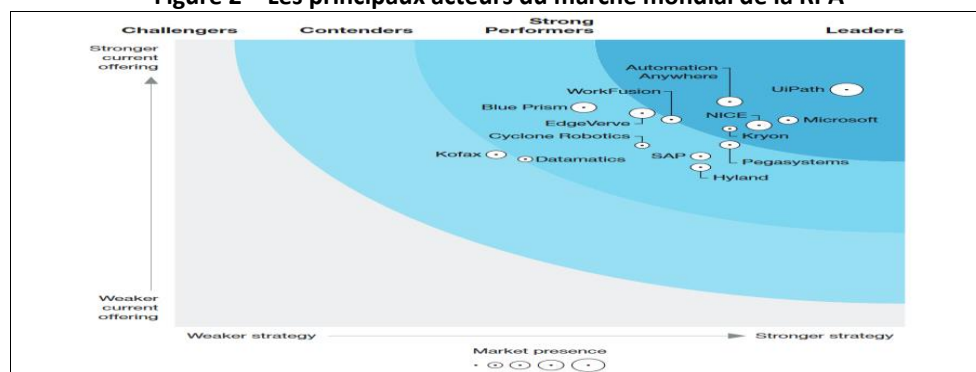 Figure 2 – Les principaux acteurs du marché mondial de la RPA
Challengers
Contenders
Strong
Performers
Leaders
Stronger
current
offering
Automation
Anywhere
UiPath
WorkFusion
Blue Prism
EdgeVerve
NICE
Microsoft
Cyclone Robotics
Kryon
Kofax
Datamatics
SAP
Pegasystems
Hyland
Weaker
current
offering
Weaker strategy
Stronger strategy
Market presence